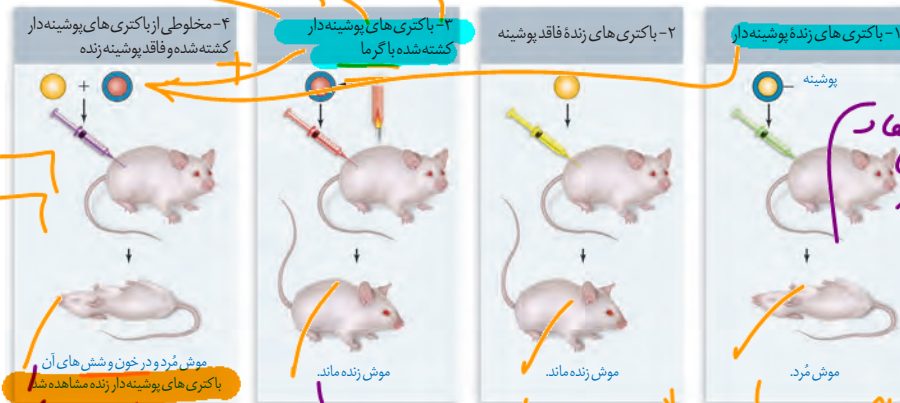 ۱- باکتری‌های زندهٔ پوشینه‌دار
پوشینه
موش مُرد.
۲- باکتری‌های زندهٔ فاقد پوشینه
موش زنده ماند.
۳- باکتری‌های پوشینه‌دار
کشته‌شده با گرما
موش زنده ماند.
۴- مخلوطی از باکتری‌های پوشینه‌دار
کشته‌شده و فاقد پوشینه زنده
+
موش مُرد و در خون و شش‌های آن
باکتری‌های پوشینه‌دار زنده مشاهده شد